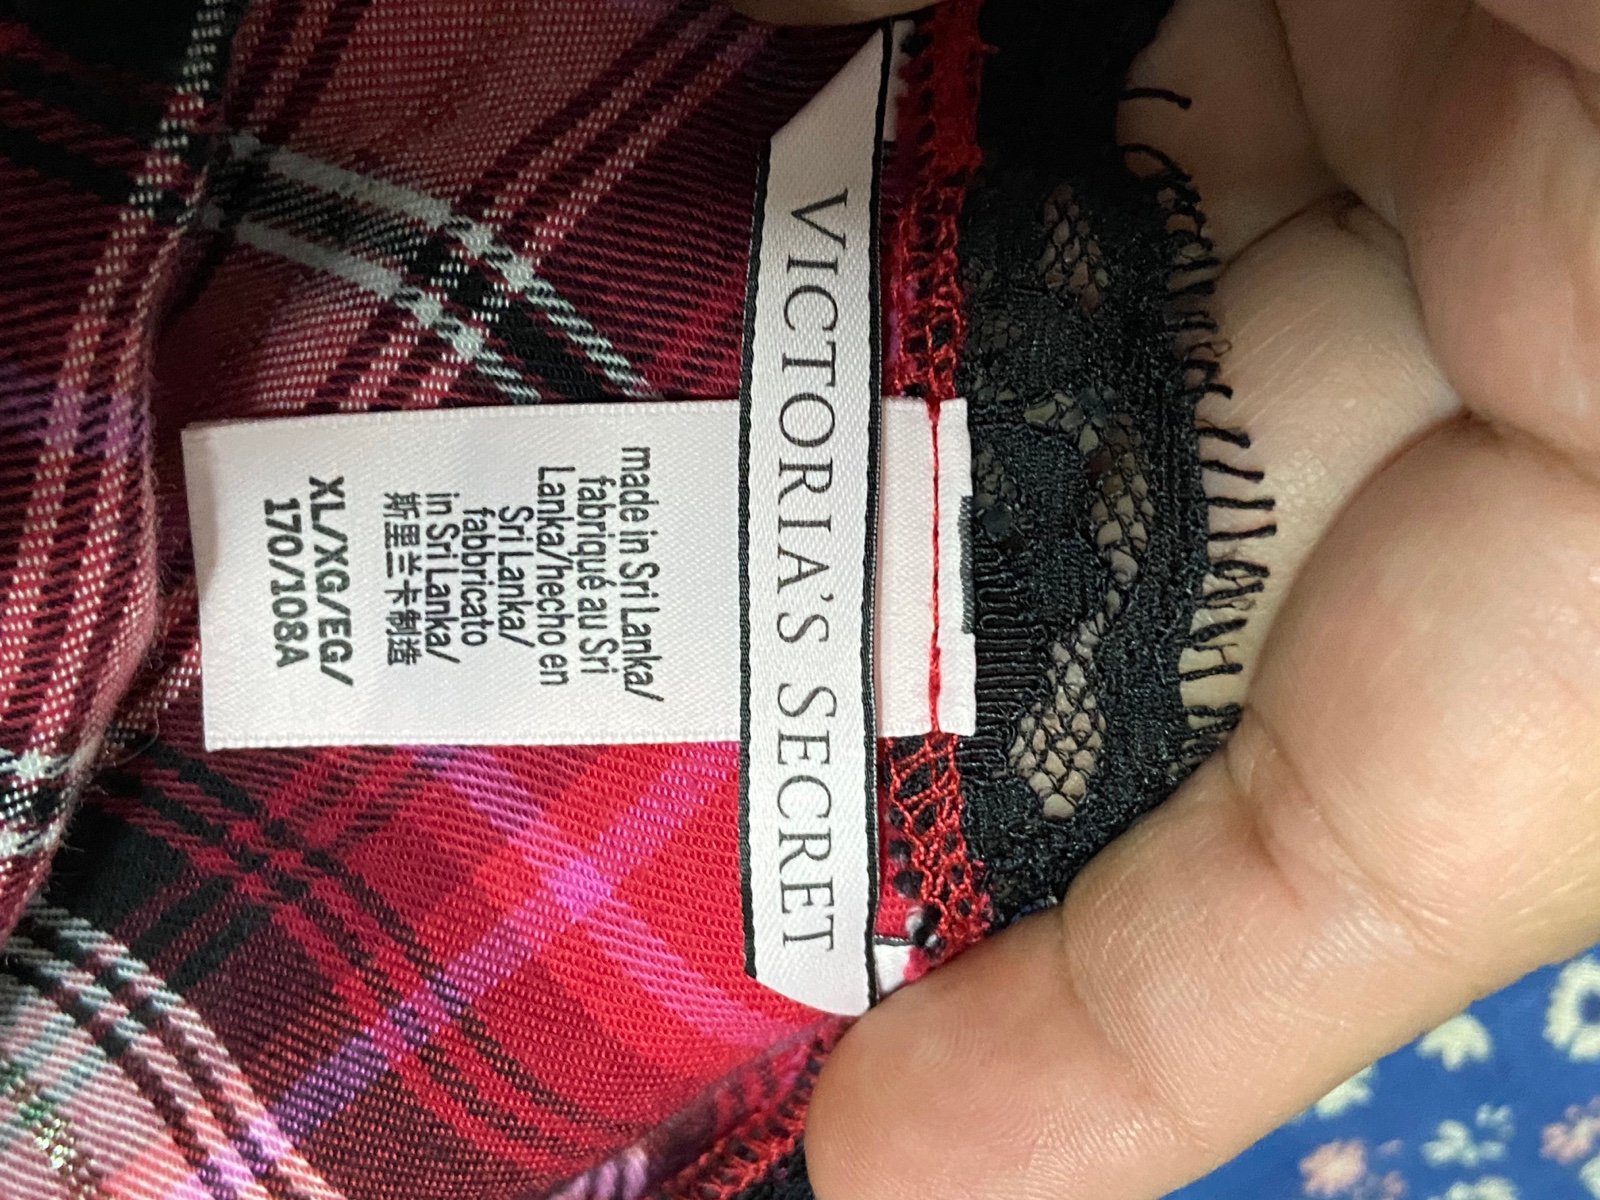 VICTORIA'S SECRET
made in Sri Lanka/
fabriqué au Sri
Lanka/hecho en
Sri Lanka/
fabbricato
in Sri Lanka/
斯里兰卡制造
XL/XG/EG/
170/108A